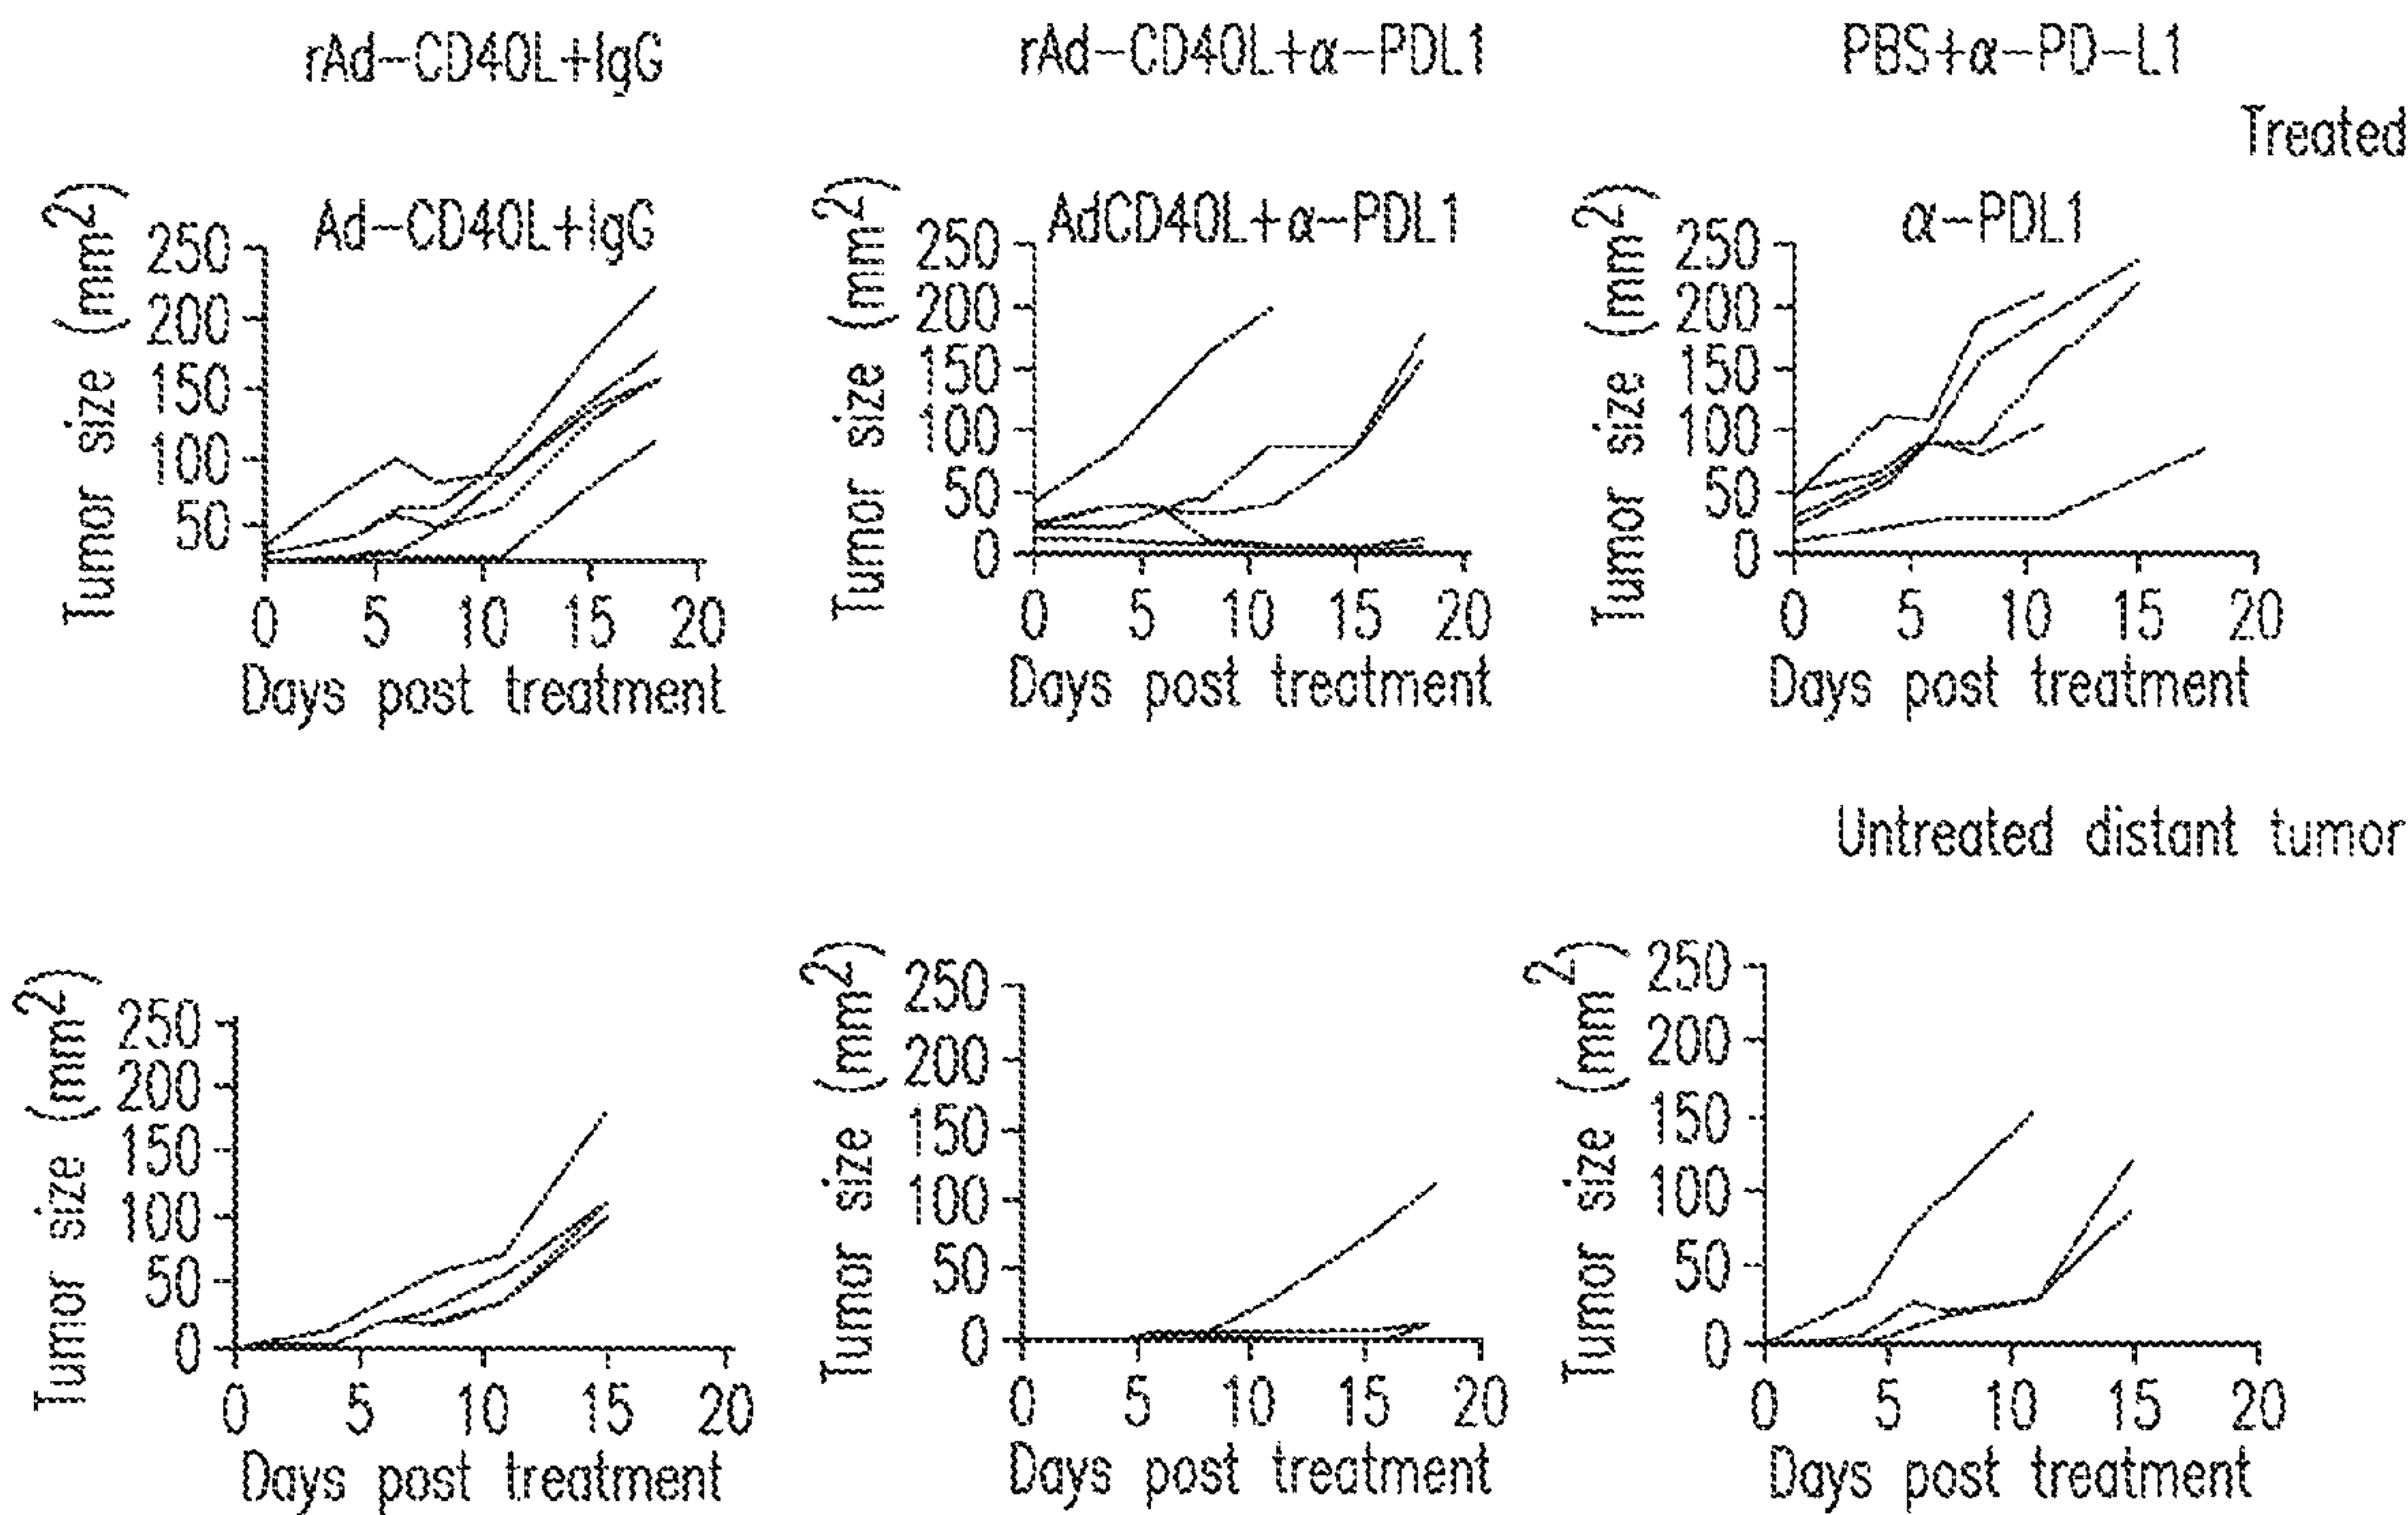 rAd-CD40L+IgG
rAd-CD40L+α-PDL1
PBS+α-PD-L1
Treated
Ad-CD40L+IgG
Tumor size (mm²)
250
200
150
100
50
0 5 10 15 20
Days post treatment
AdCD40L+α-PDL1
Tumor size (mm²)
250
200
150
100
50
0
0 5 10 15 20
Days post treatment
α-PDL1
Tumor size (mm²)
250
200
150
100
50
0
0 5 10 15 20
Days post treatment
Untreated distant tumor
Tumor size (mm²)
250
200
150
100
50
0
0 5 10 15 20
Days post treatment
Tumor size (mm²)
250
200
150
100
50
0
0 5 10 15 20
Days post treatment
Tumor size (mm²)
250
200
150
100
50
0
0 5 10 15 20
Days post treatment